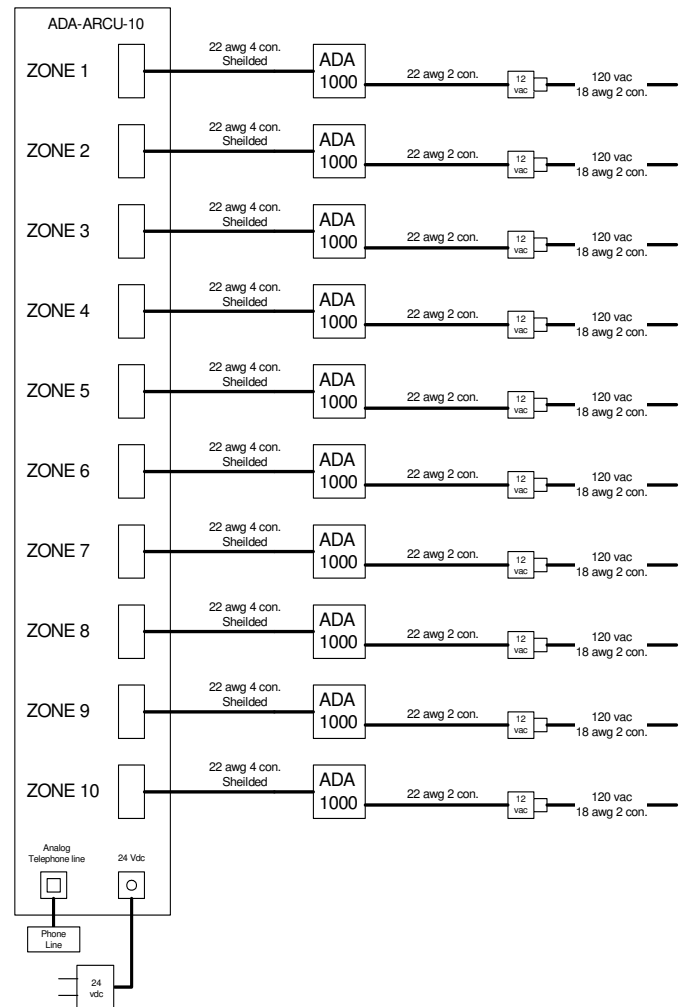 ADA-ARCU-10
ZONE 1
22 awg 4 con.
Sheilded
ADA
1000
22 awg 2 con.
12
vac
120 vac
18 awg 2 con.
ZONE 2
22 awg 4 con.
Sheilded
ADA
1000
22 awg 2 con.
12
vac
120 vac
18 awg 2 con.
ZONE 3
22 awg 4 con.
Sheilded
ADA
1000
22 awg 2 con.
12
vac
120 vac
18 awg 2 con.
ZONE 4
22 awg 4 con.
Sheilded
ADA
1000
22 awg 2 con.
12
vac
120 vac
18 awg 2 con.
ZONE 5
22 awg 4 con.
Sheilded
ADA
1000
22 awg 2 con.
12
vac
120 vac
18 awg 2 con.
ZONE 6
22 awg 4 con.
Sheilded
ADA
1000
22 awg 2 con.
12
vac
120 vac
18 awg 2 con.
ZONE 7
22 awg 4 con.
Sheilded
ADA
1000
22 awg 2 con.
12
vac
120 vac
18 awg 2 con.
ZONE 8
22 awg 4 con.
Sheilded
ADA
1000
22 awg 2 con.
12
vac
120 vac
18 awg 2 con.
ZONE 9
22 awg 4 con.
Sheilded
ADA
1000
22 awg 2 con.
12
vac
120 vac
18 awg 2 con.
ZONE 10
22 awg 4 con.
Sheilded
ADA
1000
22 awg 2 con.
12
vac
120 vac
18 awg 2 con.
Analog
Telephone line
24 Vdc
Phone
Line
24
vdc